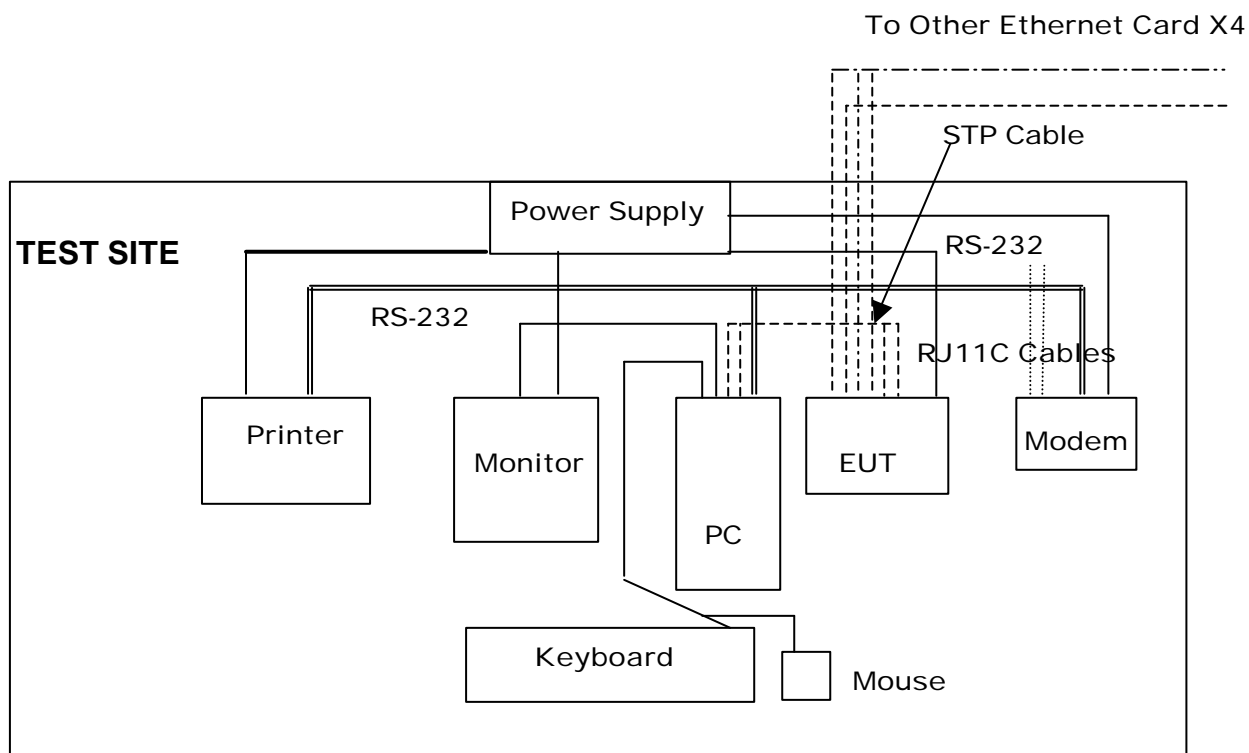 To Other Ethernet Card X4
STP Cable
Power Supply
TEST SITE
RS-232
RS-232
RJ11C Cables
Printer
Monitor
PC
EUT
Modem
Keyboard
Mouse